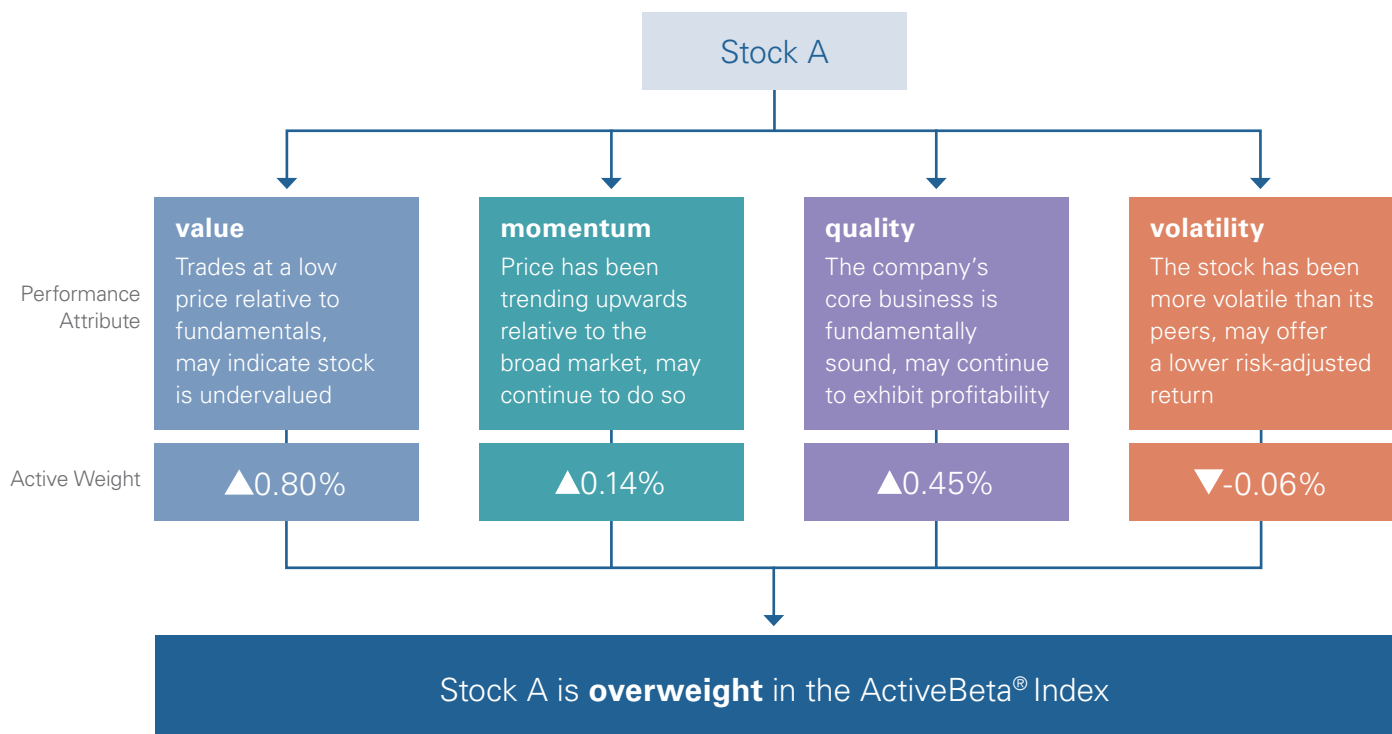 Stock A
Performance
Attribute
value
Trades at a low
price relative to
fundamentals,
may indicate stock
is undervalued
momentum
Price has been
trending upwards
relative to the
broad market, may
continue to do so
quality
The company’s
core business is
fundamentally
sound, may continue
to exhibit profitability
volatility
The stock has been
more volatile than its
peers, may offer
a lower risk-adjusted
return
Active Weight
▲0.80%
▲0.14%
▲0.45%
▼-0.06%
Stock A is overweight in the ActiveBeta® Index